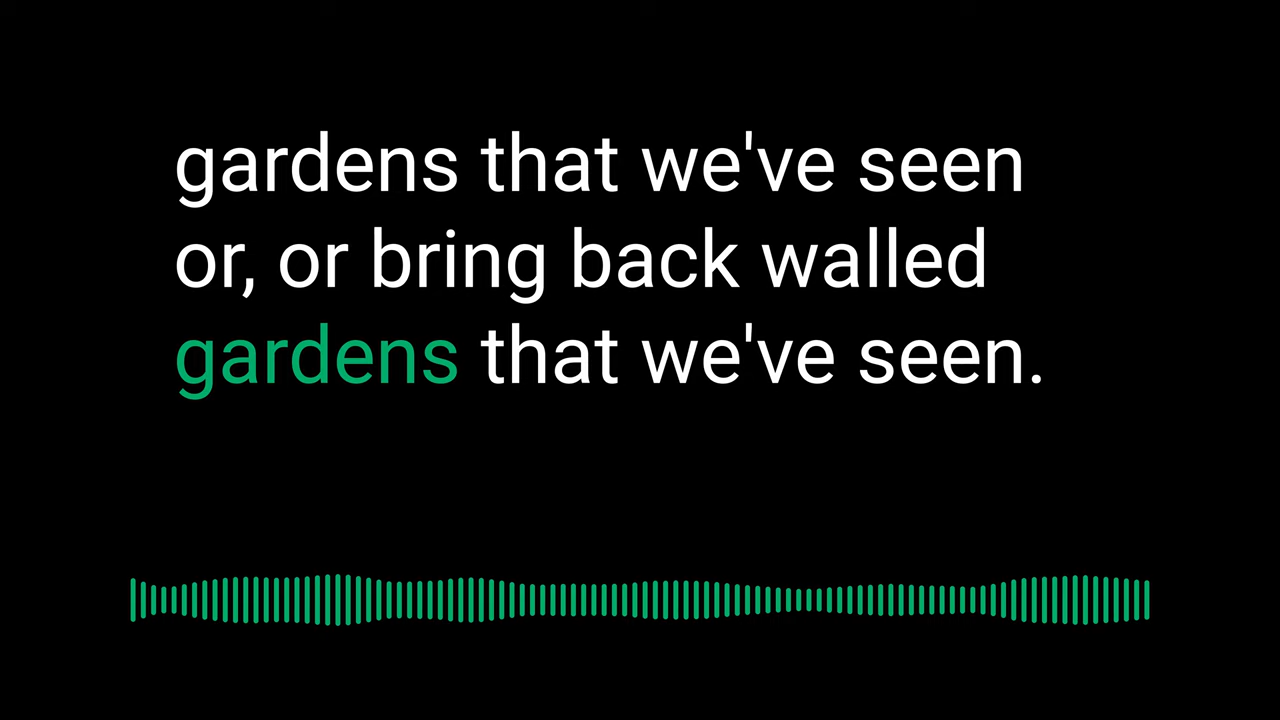 gardens that we've seen
or, or bring back walled
gardens that we've seen.